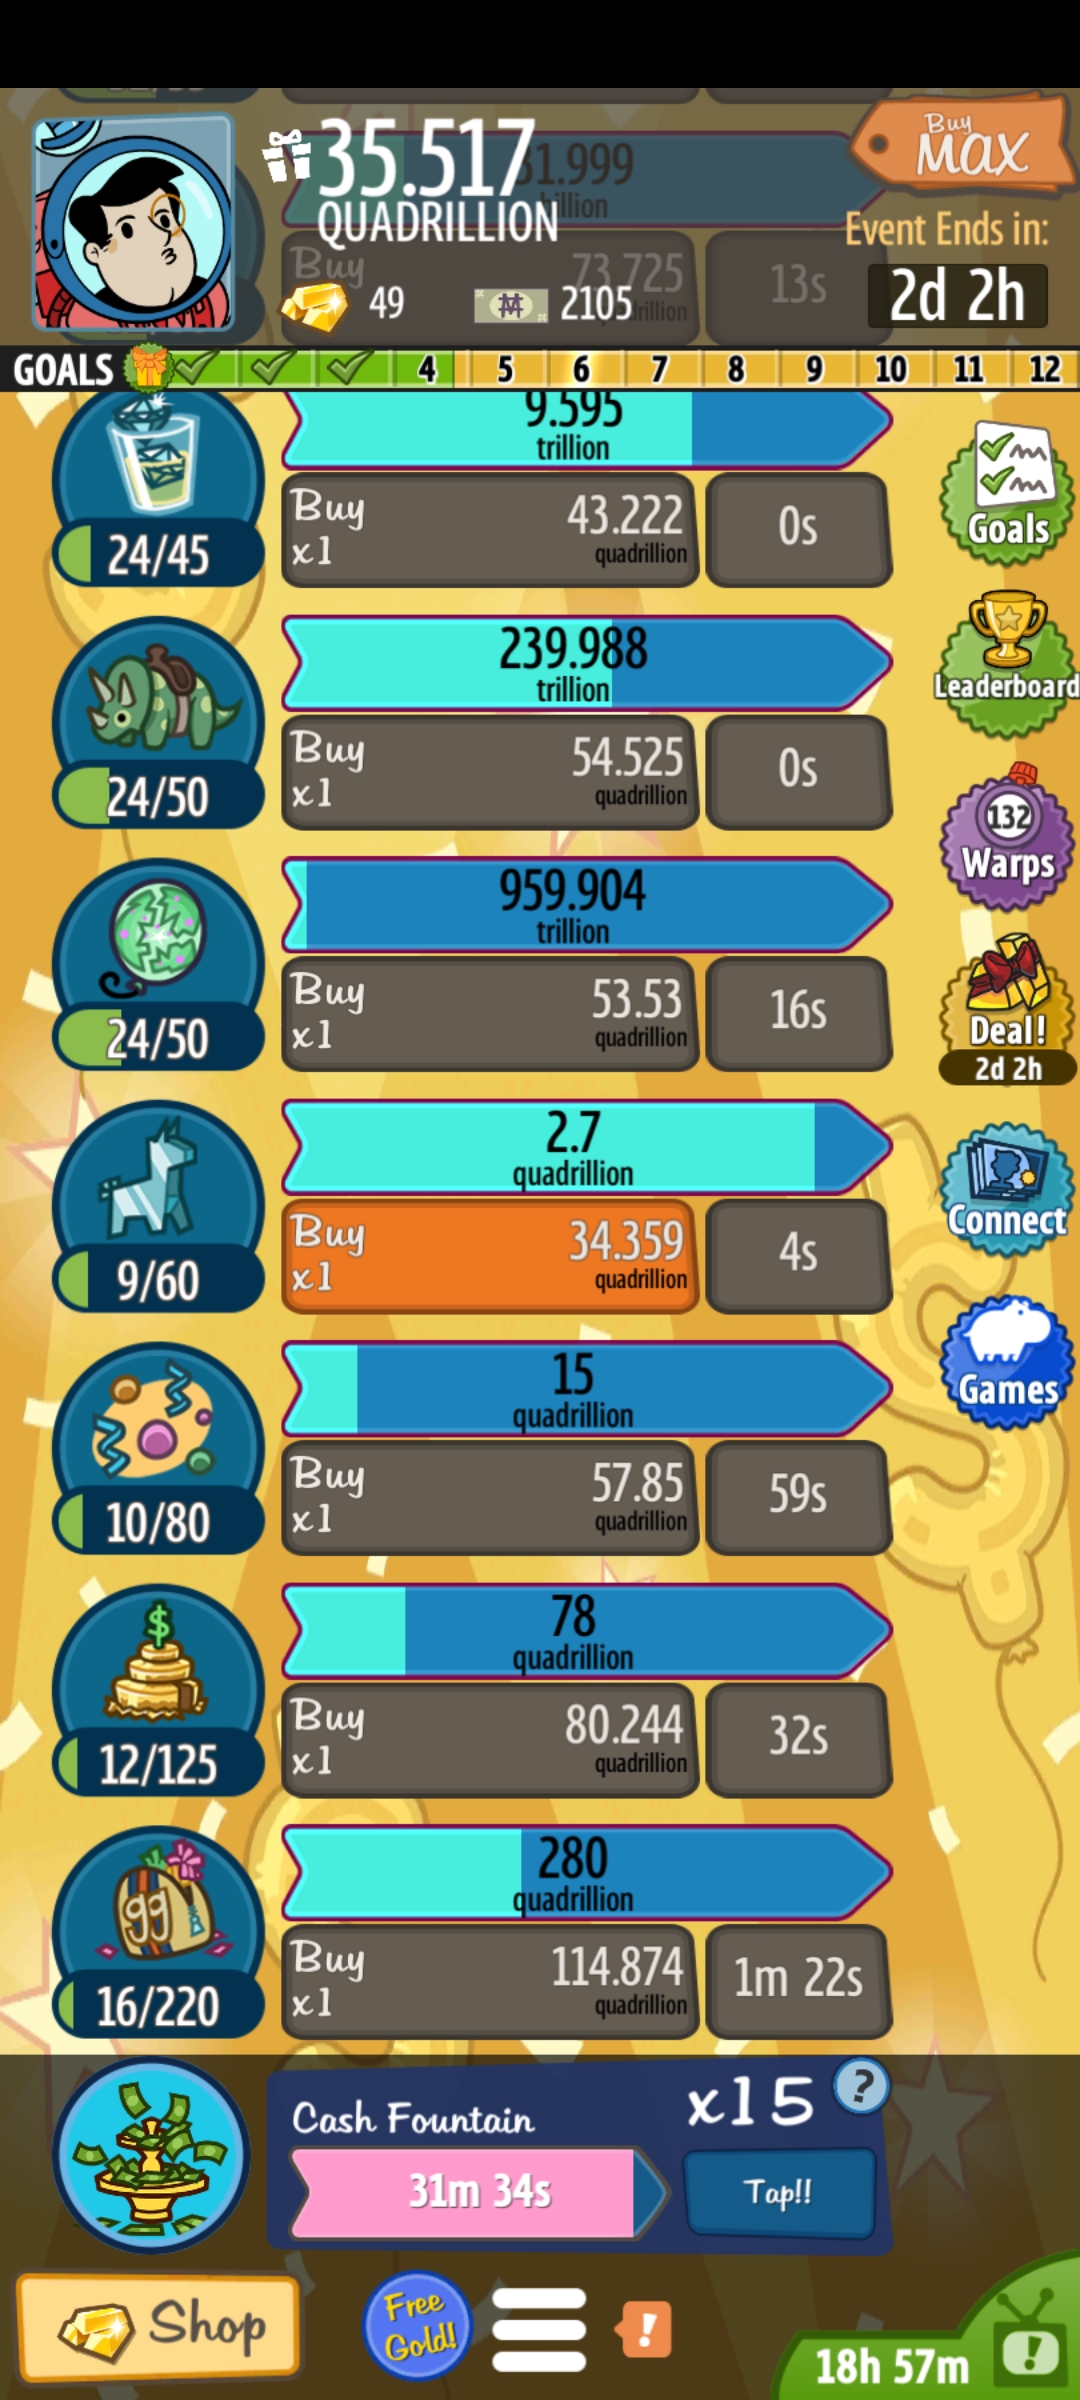 35.517
QUADRILLION
Buy
MAX
Event Ends in:
2d 2h
Buy
73.725
13s
49
2105
GOALS 4 5 6 7 8 9 10 11 12
9.595
trillion
24/45
Buy
x1
43.222
quadrillion
0s
Goals
239.988
trillion
24/50
Buy
x1
54.525
quadrillion
0s
Leaderboard
959.904
trillion
24/50
Buy
x1
53.53
quadrillion
16s
132
Warps
Deal!
2d 2h
2.7
quadrillion
9/60
Buy
x1
34.359
quadrillion
4s
Connect
15
quadrillion
10/80
Buy
x1
57.85
quadrillion
59s
Games
78
quadrillion
$
12/125
Buy
x1
80.244
quadrillion
32s
280
quadrillion
99
16/220
Buy
x1
114.874
quadrillion
1m 22s
Cash Fountain
x15
?
31m 34s
Tap!!
Shop
Free
Gold!
!
18h 57m
!